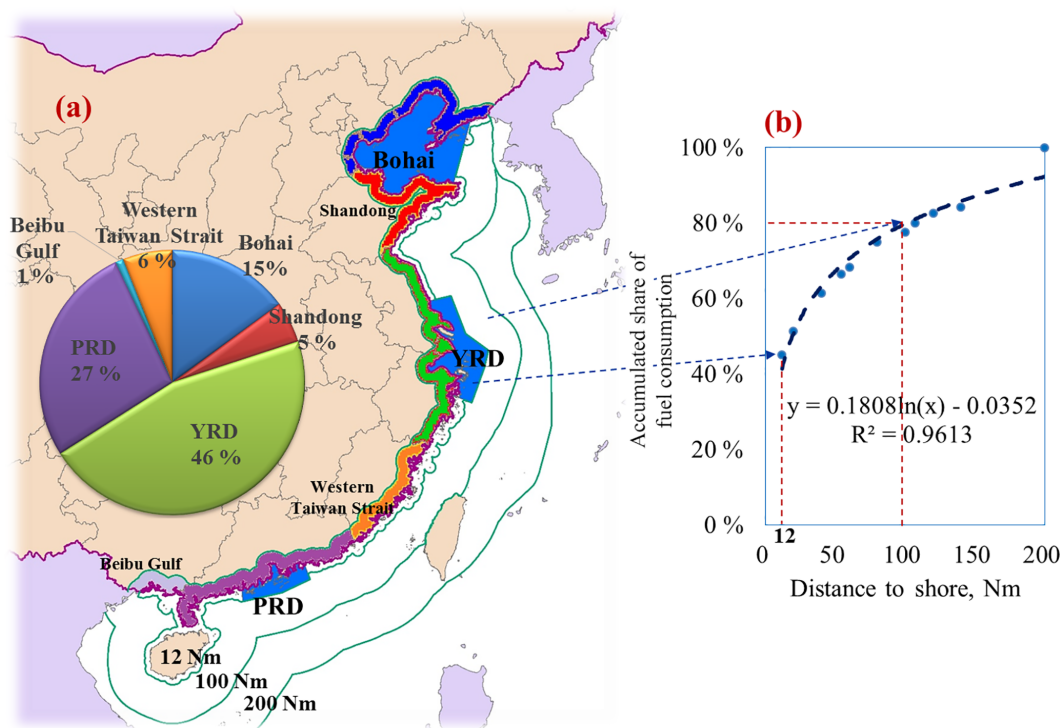 (a)
Bohai
Shandong
Western
Taiwan Strait
6 %
Beibu
Gulf
1%
Bohai
15%
Shandong
5 %
PRD
27 %
YRD
46 %
YRD
Western
Taiwan Strait
Beibu Gulf
PRD
12 Nm
100 Nm
200 Nm
(b)
Accumulated share of
fuel consumption
100 %
80 %
60 %
40 %
20 %
0 %
y = 0.1808ln(x) - 0.0352
R² = 0.9613
12
0
50
100
150
200
Distance to shore, Nm